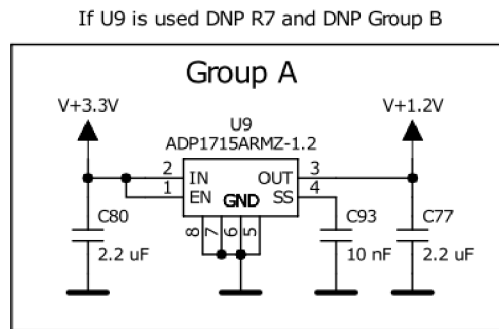 If U9 is used DNP R7 and DNP Group B
Group A
V+3.3V
V+1.2V
U9
ADP1715ARMZ-1.2
2 IN OUT 3
1 EN GND SS 4
8 7 6 5
C80
2.2 uF
C93
10 nF
C77
2.2 uF